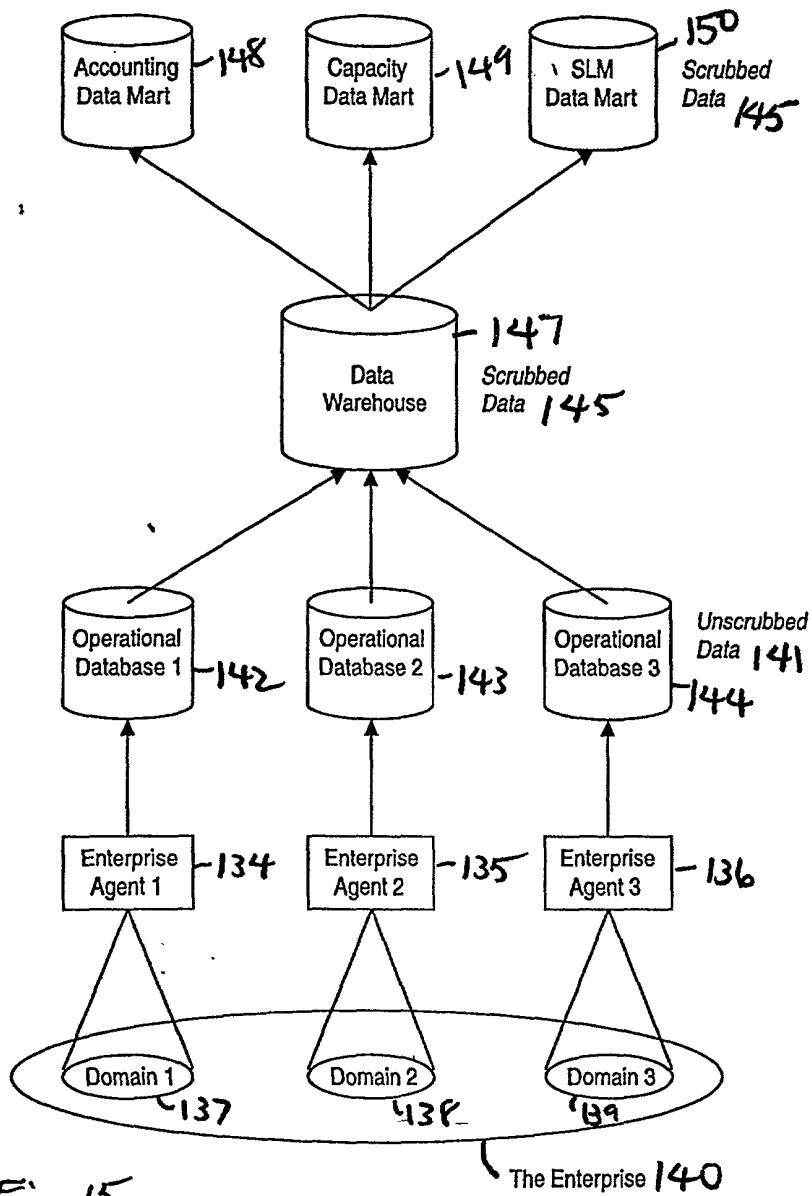 Accounting
Data Mart
148
Capacity
Data Mart
149
SLM
Data Mart
150
Scrubbed
Data 145
Data
Warehouse
147
Scrubbed
Data 145
Operational
Database 1
142
Operational
Database 2
143
Operational
Database 3
144
Unscrubbed
Data 141
Enterprise
Agent 1
134
Enterprise
Agent 2
135
Enterprise
Agent 3
136
Domain 1
137
Domain 2
138
Domain 3
139
The Enterprise 140
15